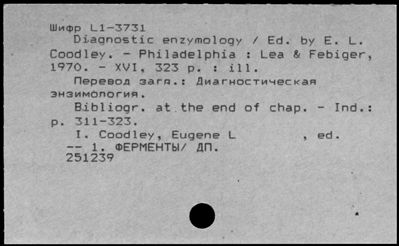 Шифр L1-3731
Diagnostic enzymology / Ed. by E. L.
Coodley. - Philadelphia : Lea & Febiger,
1970. - XVI, 323 p. : ill.
Перевод загл.: Диагностическая
энзимология.
Bibliogr. at the end of chap. - Ind.:
p. 311-323.
I. Coodley, Eugene L , ed.
-- 1. ФЕРМЕНТЫ/ ДП.
251239